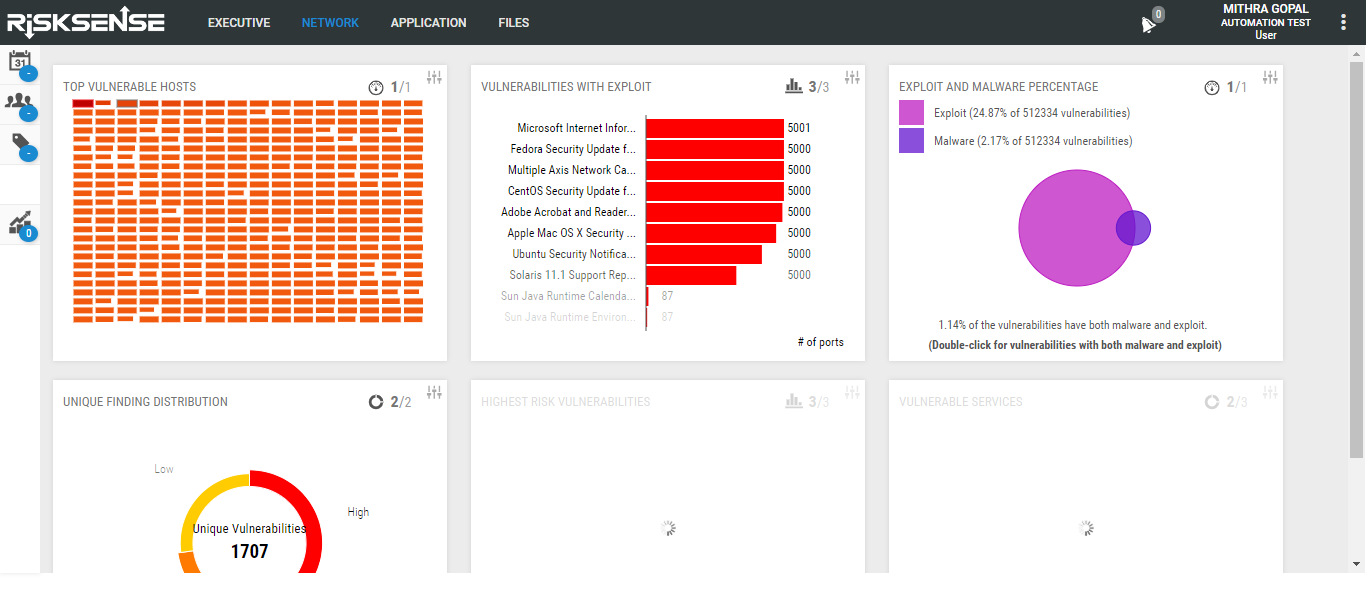 RISKSENSE
EXECUTIVE
NETWORK
APPLICATION
FILES
0
MITHRA GOPAL
AUTOMATION TEST
User
31
-
-
-
0
TOP VULNERABLE HOSTS
1/1
VULNERABILITIES WITH EXPLOIT
3/3
Microsoft Internet Infor... 5001
Fedora Security Update f... 5000
Multiple Axis Network Ca... 5000
CentOS Security Update f... 5000
Adobe Acrobat and Reader... 5000
Apple Mac OS X Security ... 5000
Ubuntu Security Notifica... 5000
Solaris 11.1 Support Rep... 5000
Sun Java Runtime Calenda... 87
Sun Java Runtime Environ... 87
# of ports
EXPLOIT AND MALWARE PERCENTAGE
1/1
Exploit (24.87% of 512334 vulnerabilities)
Malware (2.17% of 512334 vulnerabilities)
1.14% of the vulnerabilities have both malware and exploit.
(Double-click for vulnerabilities with both malware and exploit)
UNIQUE FINDING DISTRIBUTION
2/2
Low
High
Unique Vulnerabilities
1707
HIGHEST RISK VULNERABILITIES
3/3
VULNERABLE SERVICES
2/3